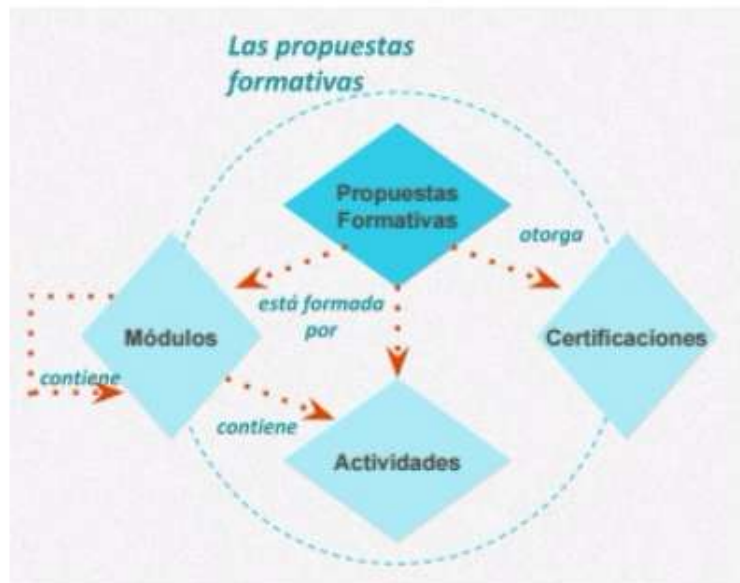 Las propuestas
formativas
Propuestas
Formativas
otorga
está formada
por
Módulos
Certificaciones
contiene
contiene
Actividades